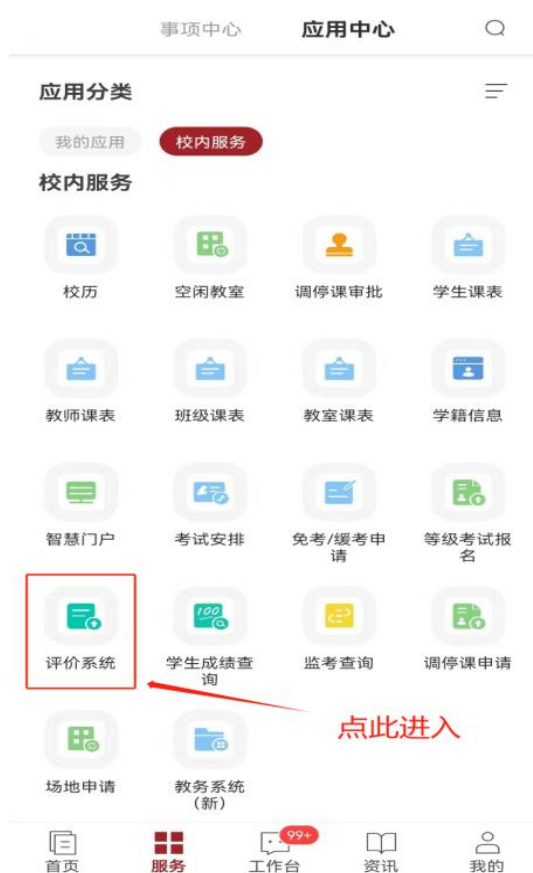 事项中心 应用中心
应用分类
我的应用 校内服务
校内服务
校历 空闲教室 调停课审批 学生课表
教师课表 班级课表 教室课表 学籍信息
智慧门户 考试安排 免考/缓考申 等级考试报
请 名
100
评价系统 学生成绩查 监考查询 调停课申请
询
点此进入
场地申请 教务系统
(新)
99+
首页 服务 工作台 资讯 我的